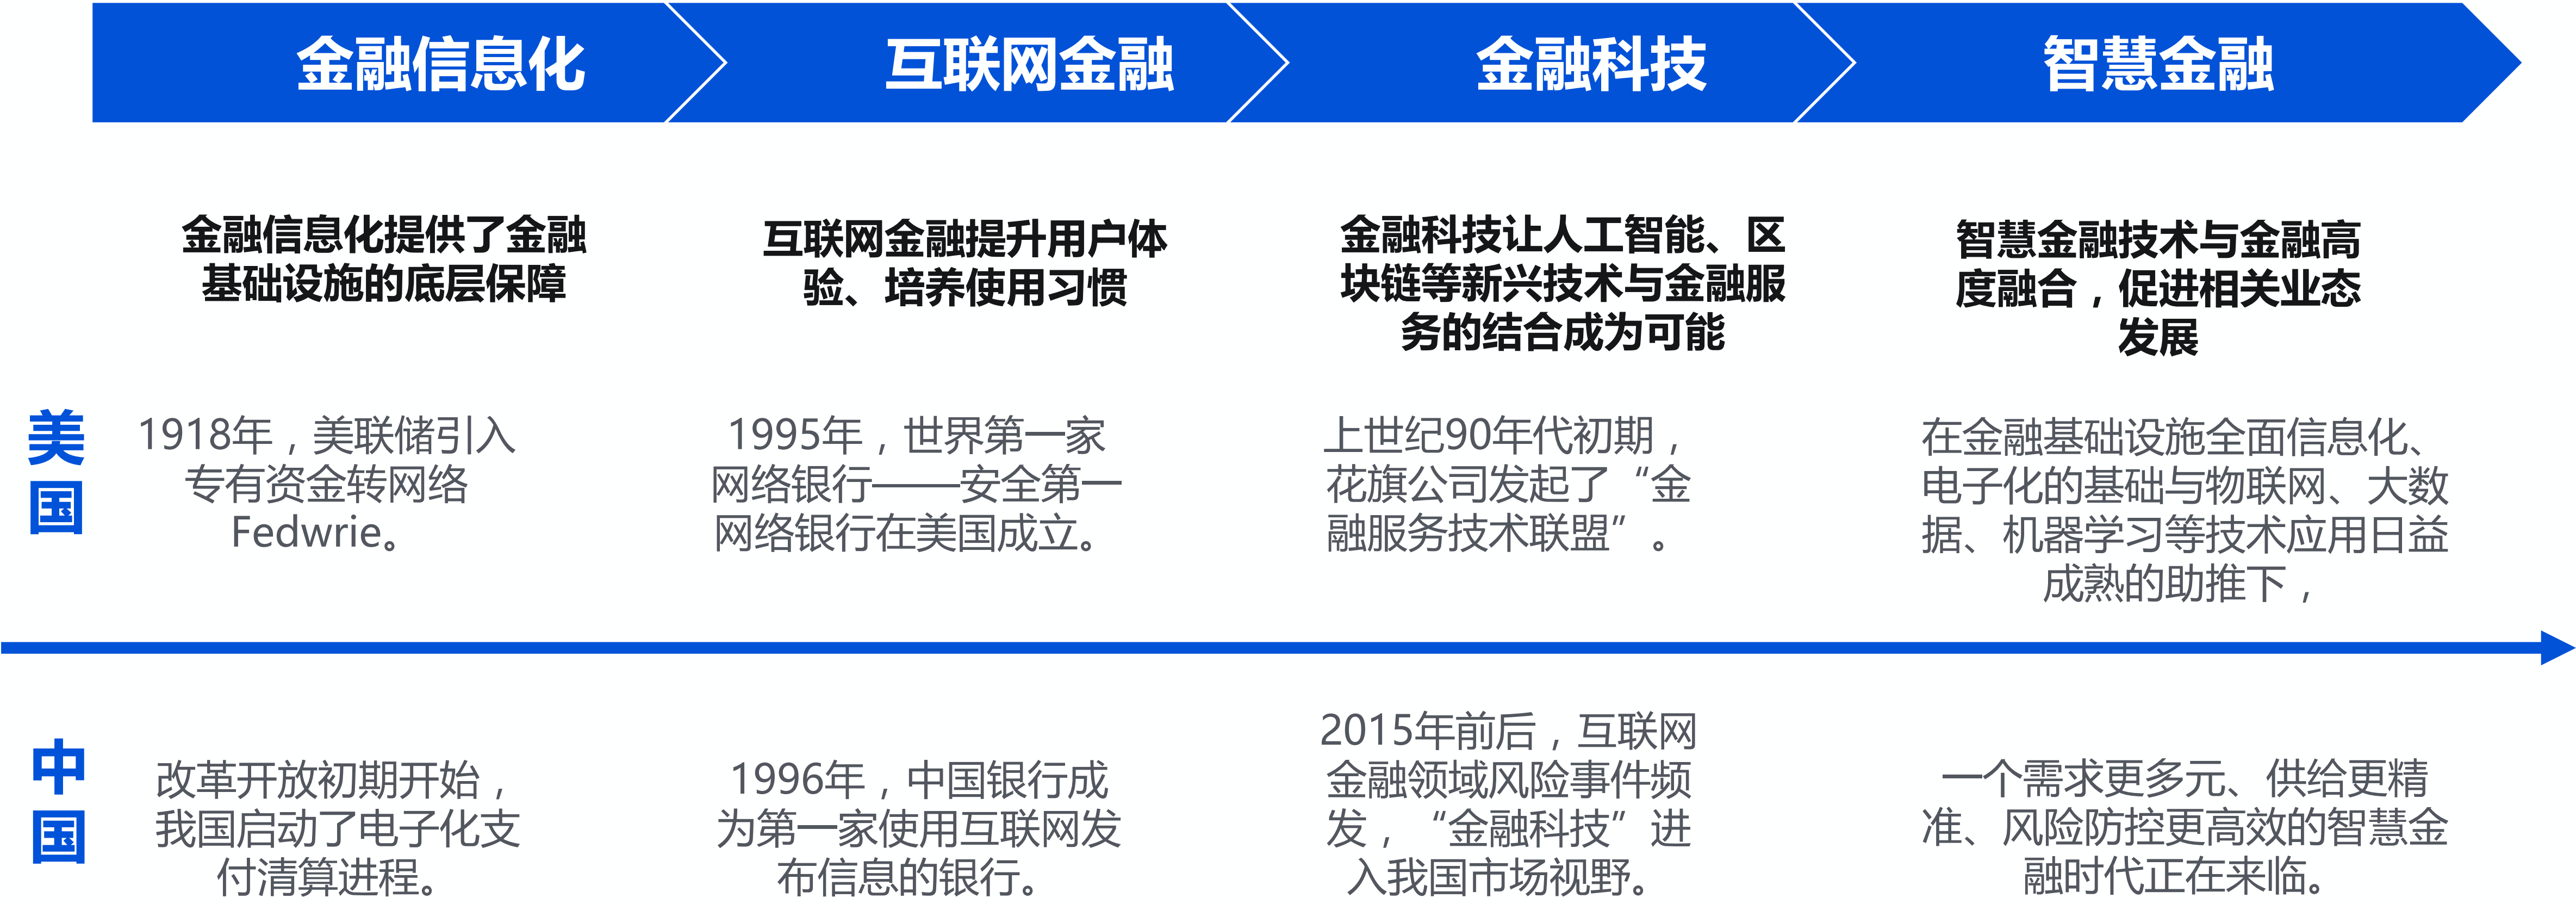 金融信息化
互联网金融
金融科技
智慧金融
金融信息化提供了金融
基础设施的底层保障
互联网金融提升用户体
验、培养使用习惯
金融科技让人工智能、区
块链等新兴技术与金融服
务的结合成为可能
智慧金融技术与金融高
度融合，促进相关业态
发展
美国
1918年，美联储引入
专有资金转网络
Fedwrie。
1995年，世界第一家
网络银行——安全第一
网络银行在美国成立。
上世纪90年代初期，
花旗公司发起了“金
融服务技术联盟”。
在金融基础设施全面信息化、
电子化的基础与物联网、大数
据、机器学习等技术应用日益
成熟的助推下，
中国
改革开放初期开始，
我国启动了电子化支
付清算进程。
1996年，中国银行成
为第一家使用互联网发
布信息的银行。
2015年前后，互联网
金融领域风险事件频
发，“金融科技”进
入我国市场视野。
一个需求更多元、供给更精
准、风险防控更高效的智慧金
融时代正在来临。